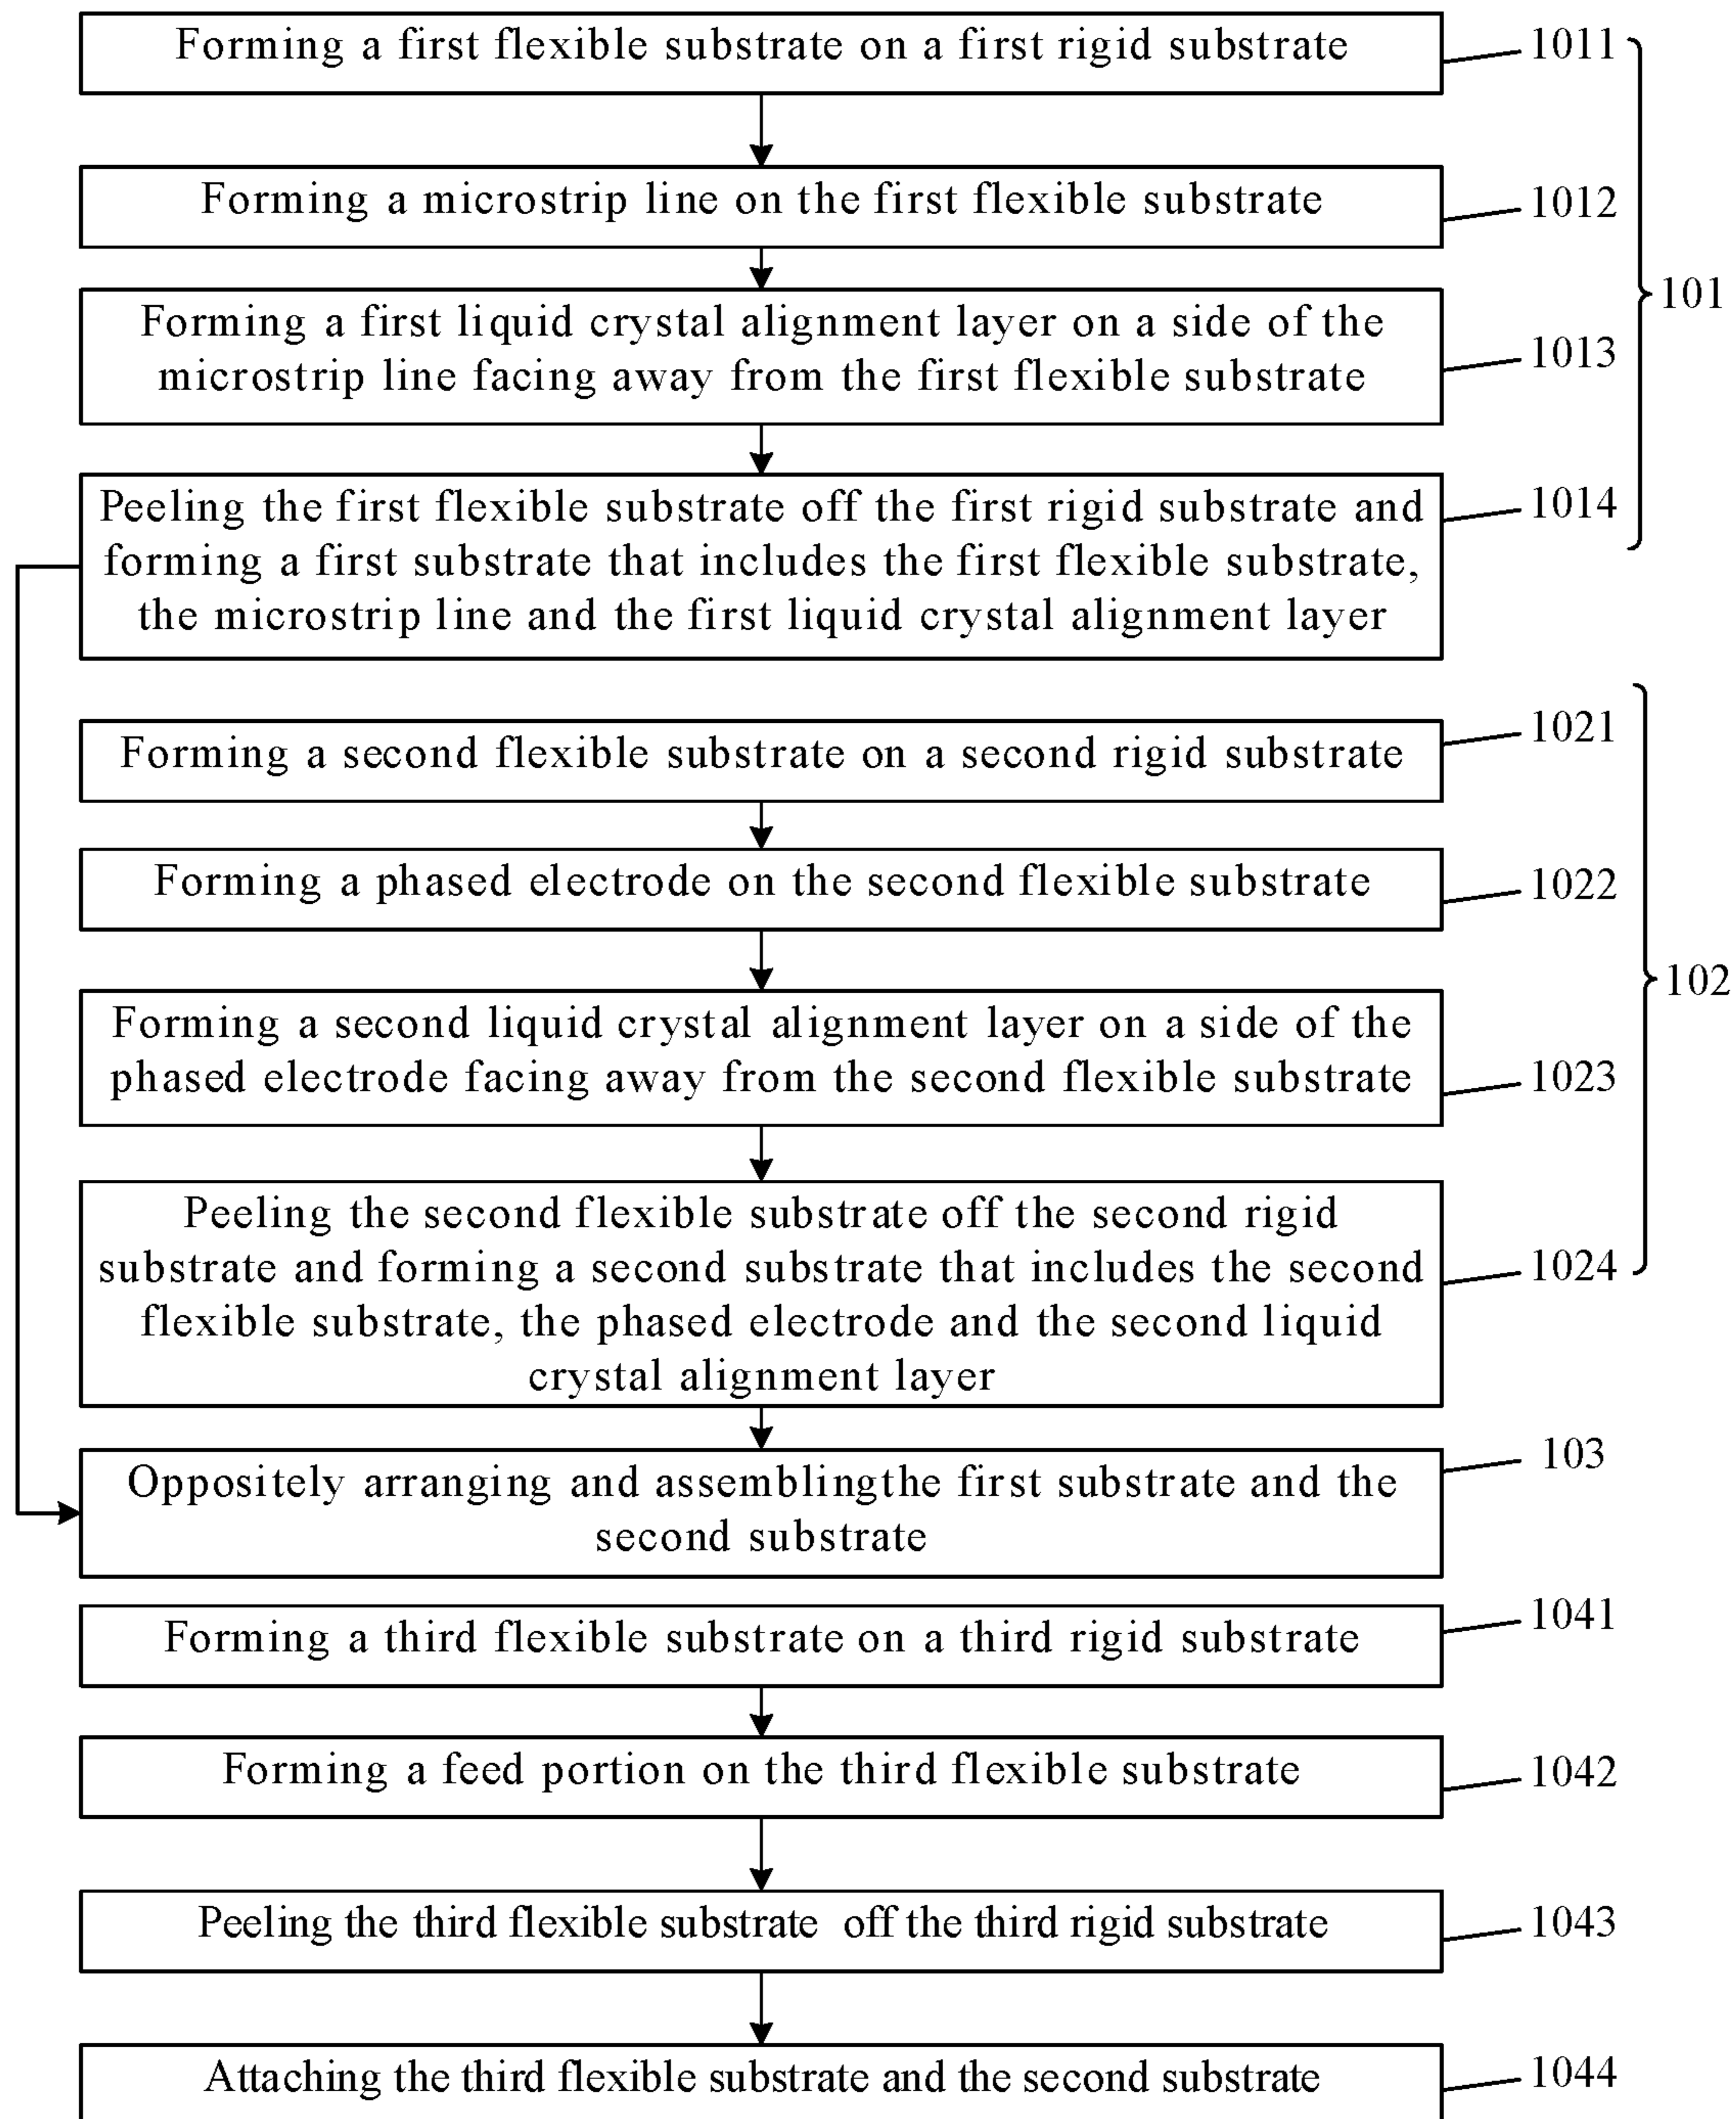 Forming a first flexible substrate on a first rigid substrate
1011
Forming a microstrip line on the first flexible substrate
1012
101
Forming a first liquid crystal alignment layer on a side of the
microstrip line facing away from the first flexible substrate
1013
Peeling the first flexible substrate off the first rigid substrate and
forming a first substrate that includes the first flexible substrate,
the microstrip line and the first liquid crystal alignment layer
1014
Forming a second flexible substrate on a second rigid substrate
1021
Forming a phased electrode on the second flexible substrate
1022
102
Forming a second liquid crystal alignment layer on a side of the
phased electrode facing away from the second flexible substrate
1023
Peeling the second flexible substrate off the second rigid
substrate and forming a second substrate that includes the second
flexible substrate, the phased electrode and the second liquid
crystal alignment layer
1024
Oppositely arranging and assemblingthe first substrate and the
second substrate
103
Forming a third flexible substrate on a third rigid substrate
1041
Forming a feed portion on the third flexible substrate
1042
Peeling the third flexible substrate off the third rigid substrate
1043
Attaching the third flexible substrate and the second substrate
1044